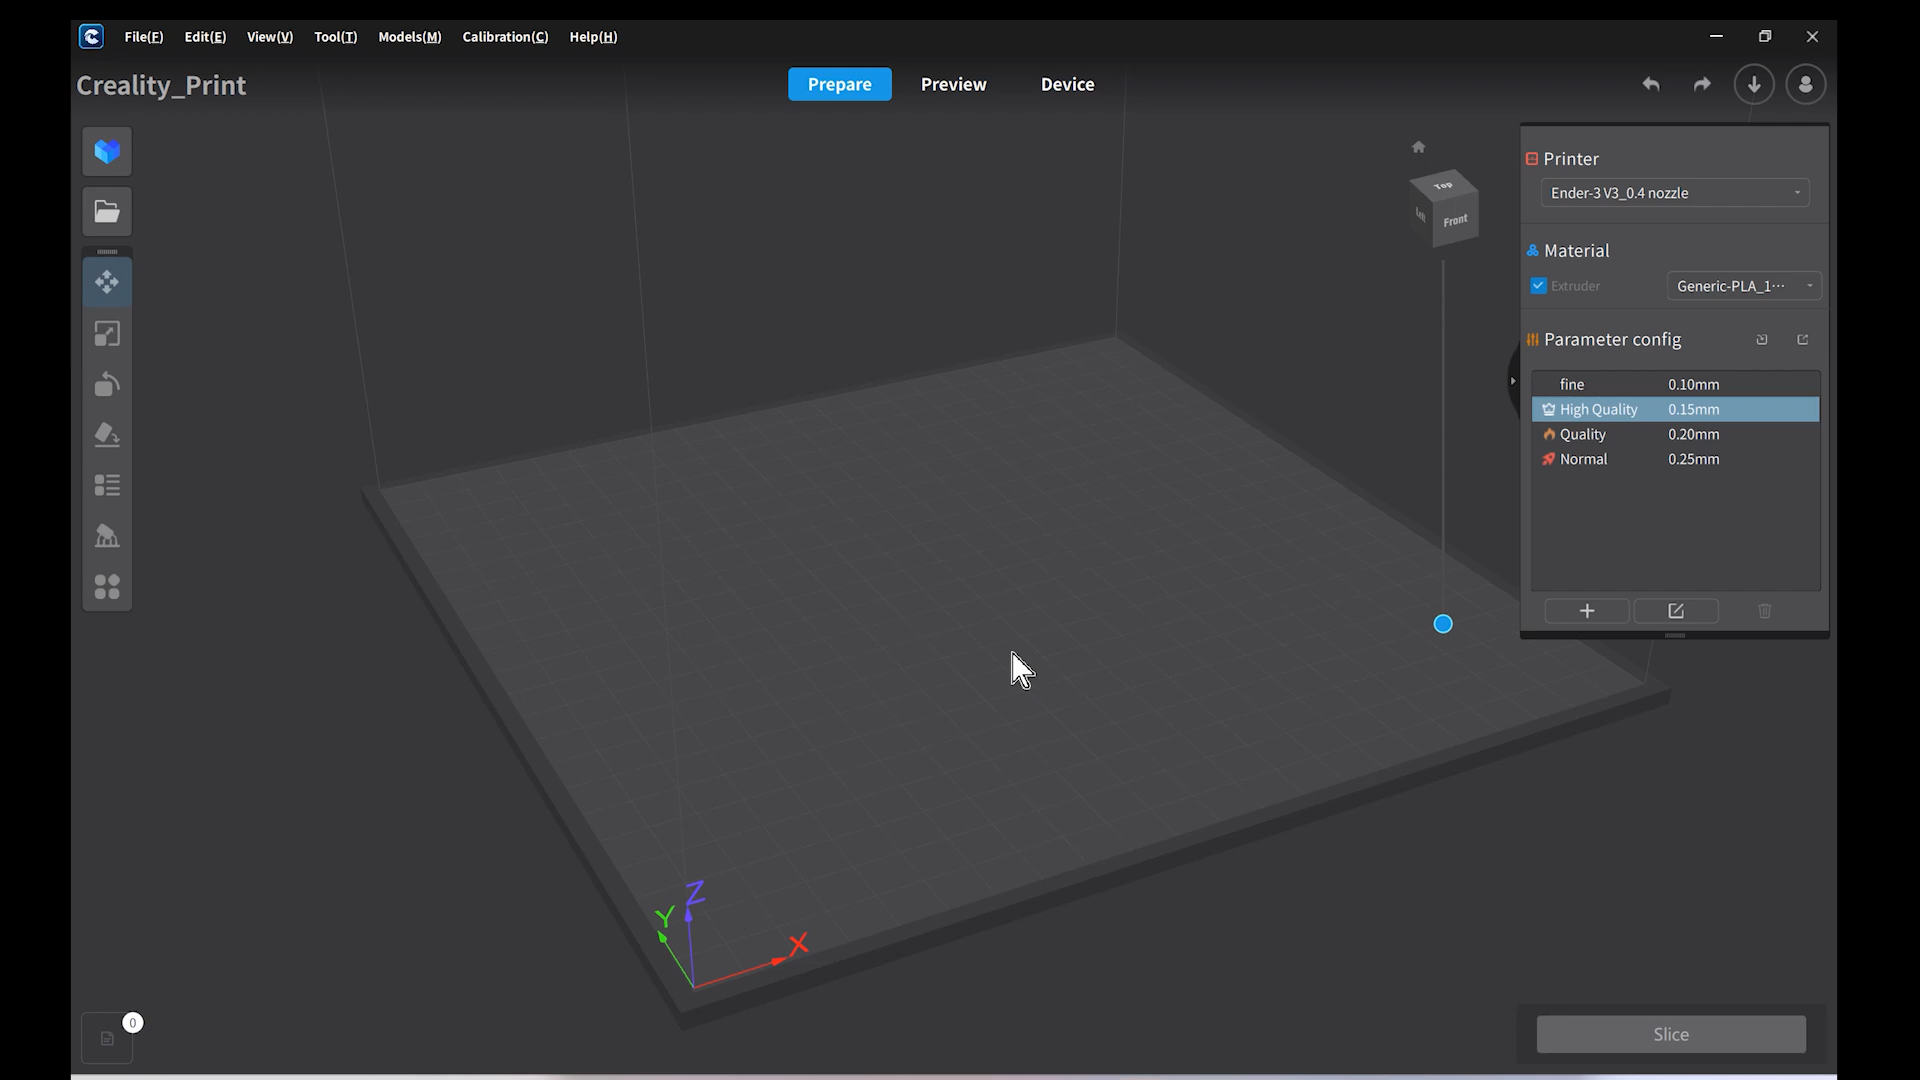 File(F) Edit(E) View(V) Tool(T) Models(M) Calibration(C) Help(H)
Creality_Print
Prepare Preview Device
Top
Left Front
Printer
Ender-3 V3_0.4 nozzle
Material
Extruder Generic-PLA_1···
Parameter config
fine 0.10mm
High Quality 0.15mm
Quality 0.20mm
Normal 0.25mm
Z
Y
X
0
Slice